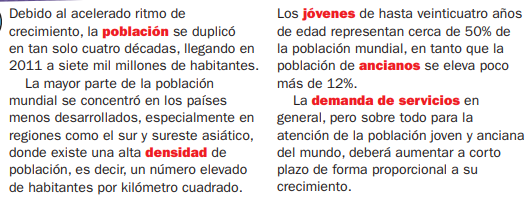 Debido al acelerado ritmo de
crecimiento, la población se duplicó
en tan solo cuatro décadas, llegando en
2011 a siete mil millones de habitantes.
La mayor parte de la población
mundial se concentró en los países
menos desarrollados, especialmente en
regiones como el sur y sureste asiático,
donde existe una alta densidad de
población, es decir, un número elevado
de habitantes por kilómetro cuadrado.
Los jóvenes de hasta veinticuatro años
de edad representan cerca de 50% de
la población mundial, en tanto que la
población de ancianos se eleva poco
más de 12%.
La demanda de servicios en
general, pero sobre todo para la
atención de la población joven y anciana
del mundo, deberá aumentar a corto
plazo de forma proporcional a su
crecimiento.